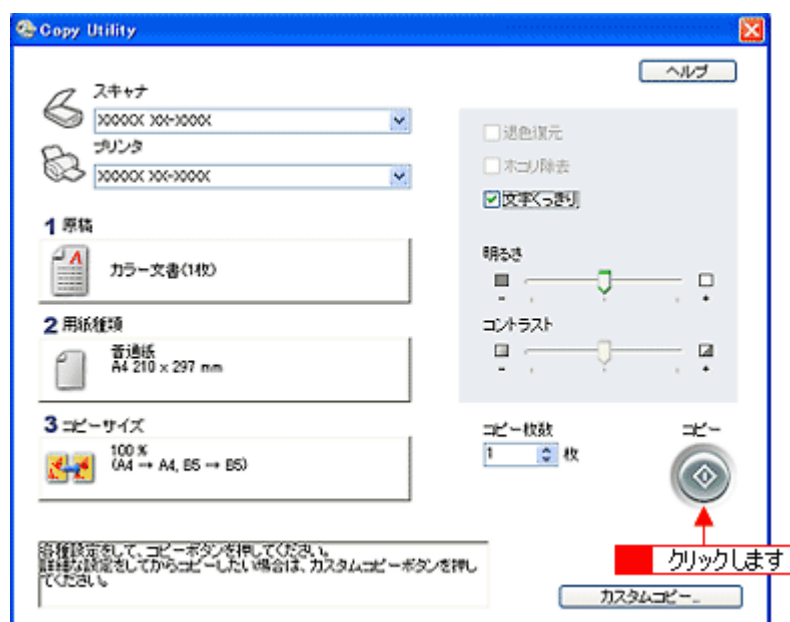 Copy Utility
ヘルプ
スキャナ
XXXXX XX-XXXX
プリンタ
XXXXX XX-XXXX
1 原稿
カラー文書(1枚)
2 用紙種類
普通紙
A4 210 x 297 mm
3 コピーサイズ
100 %
(A4 → A4, B5 → B5)
退色復元
ホコリ除去
文字くっきり
明るさ
- +
コントラスト
- +
コピー枚数
1 枚
コピー
クリックします
各種設定をして、コピーボタンを押してください。
詳細な設定をしてからコピーしたい場合は、カスタムコピーボタンを押し
てください。
カスタムコピー...